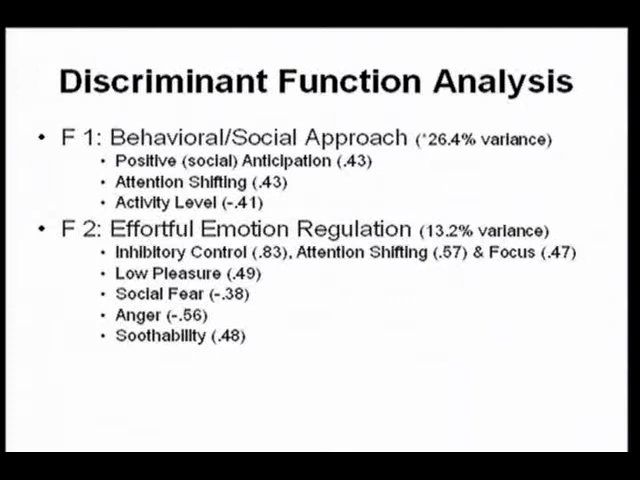 Discriminant Function Analysis
• F 1: Behavioral/Social Approach (*26.4% variance)
• Positive (social) Anticipation (.43)
• Attention Shifting (.43)
• Activity Level (-.41)
• F 2: Effortful Emotion Regulation (13.2% variance)
• Inhibitory Control (.83), Attention Shifting (.57) & Focus (.47)
• Low Pleasure (.49)
• Social Fear (-.38)
• Anger (-.56)
• Soothability (.48)